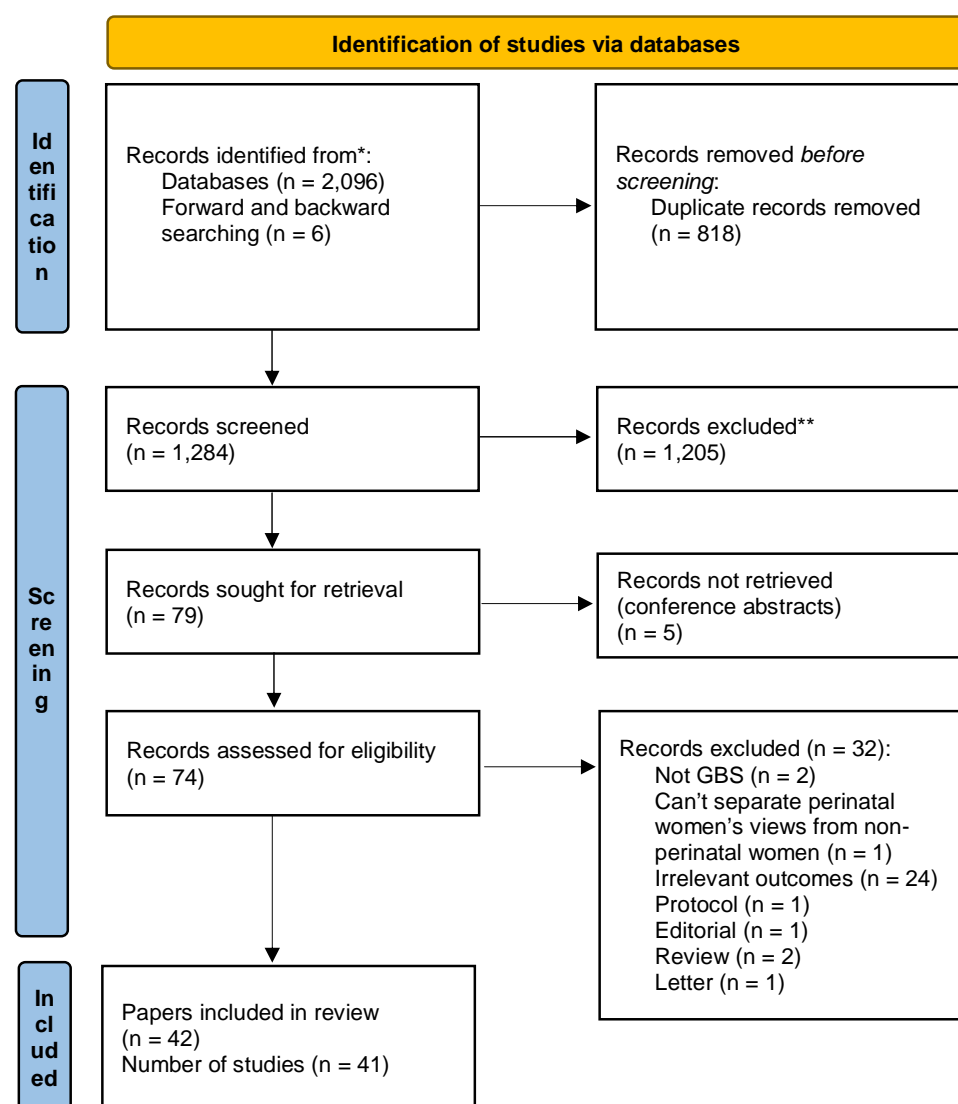 Identification of studies via databases
Id
en
tifi
ca
tio
n
Records identified from*:
Databases (n = 2,096)
Forward and backward
searching (n = 6)
Records removed before
screening:
Duplicate records removed
(n = 818)
Sc
re
en
in
g
Records screened
(n = 1,284)
Records excluded**
(n = 1,205)
Records sought for retrieval
(n = 79)
Records not retrieved
(conference abstracts)
(n = 5)
Records assessed for eligibility
(n = 74)
Records excluded (n = 32):
Not GBS (n = 2)
Can’t separate perinatal
women’s views from non-
perinatal women (n = 1)
Irrelevant outcomes (n = 24)
Protocol (n = 1)
Editorial (n = 1)
Review (n = 2)
Letter (n = 1)
In
cl
ud
ed
Papers included in review
(n = 42)
Number of studies (n = 41)